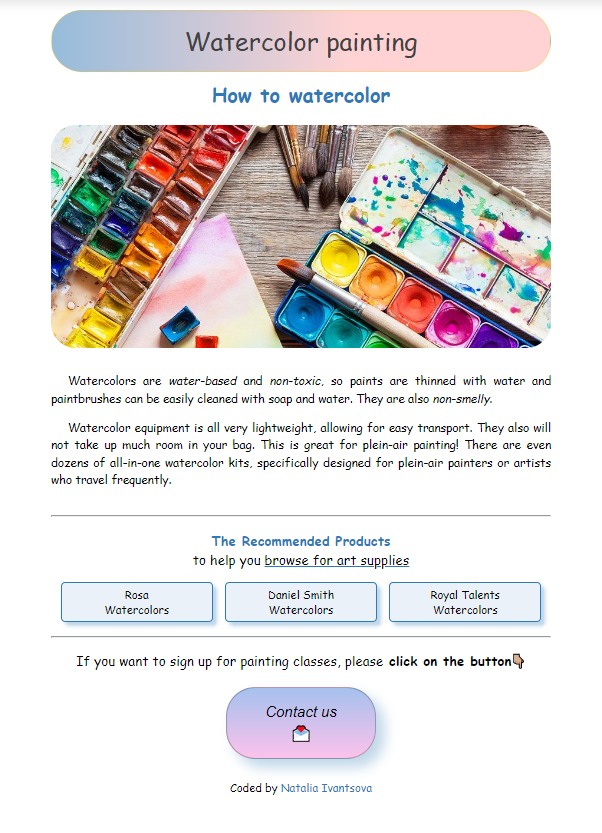 Watercolor painting
How to watercolor
Watercolors are water-based and non-toxic, so paints are thinned with water and
paintbrushes can be easily cleaned with soap and water. They are also non-smelly.
Watercolor equipment is all very lightweight, allowing for easy transport. They also will
not take up much room in your bag. This is great for plein-air painting! There are even
dozens of all-in-one watercolor kits, specifically designed for plein-air painters or artists
who travel frequently.
The Recommended Products
to help you browse for art supplies
Rosa
Watercolors
Daniel Smith
Watercolors
Royal Talents
Watercolors
If you want to sign up for painting classes, please click on the button👇🏽
Contact us
💌
Coded by Natalia Ivantsova